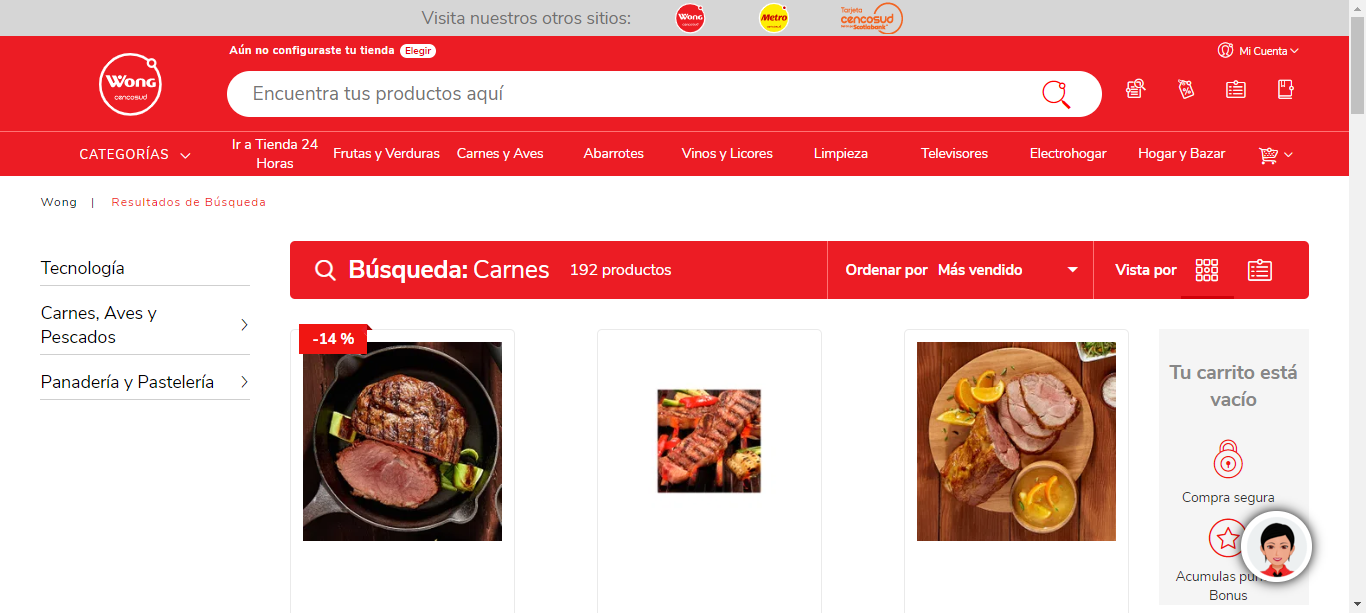 Visita nuestros otros sitios:
Wong
cencosud
Metro
cencosud
Tarjeta
cencosud
Scotiabank
Aún no configuraste tu tienda Elegir
Mi Cuenta
Wong
cencosud
Encuentra tus productos aquí
CATEGORÍAS
Ir a Tienda 24
Horas
Frutas y Verduras
Carnes y Aves
Abarrotes
Vinos y Licores
Limpieza
Televisores
Electrohogar
Hogar y Bazar
Wong | Resultados de Búsqueda
Tecnología
Carnes, Aves y
Pescados
Panadería y Pastelería
Búsqueda: Carnes 192 productos
Ordenar por Más vendido
Vista por
-14 %
Tu carrito está
vacío
Compra segura
Acumulas
Bonus